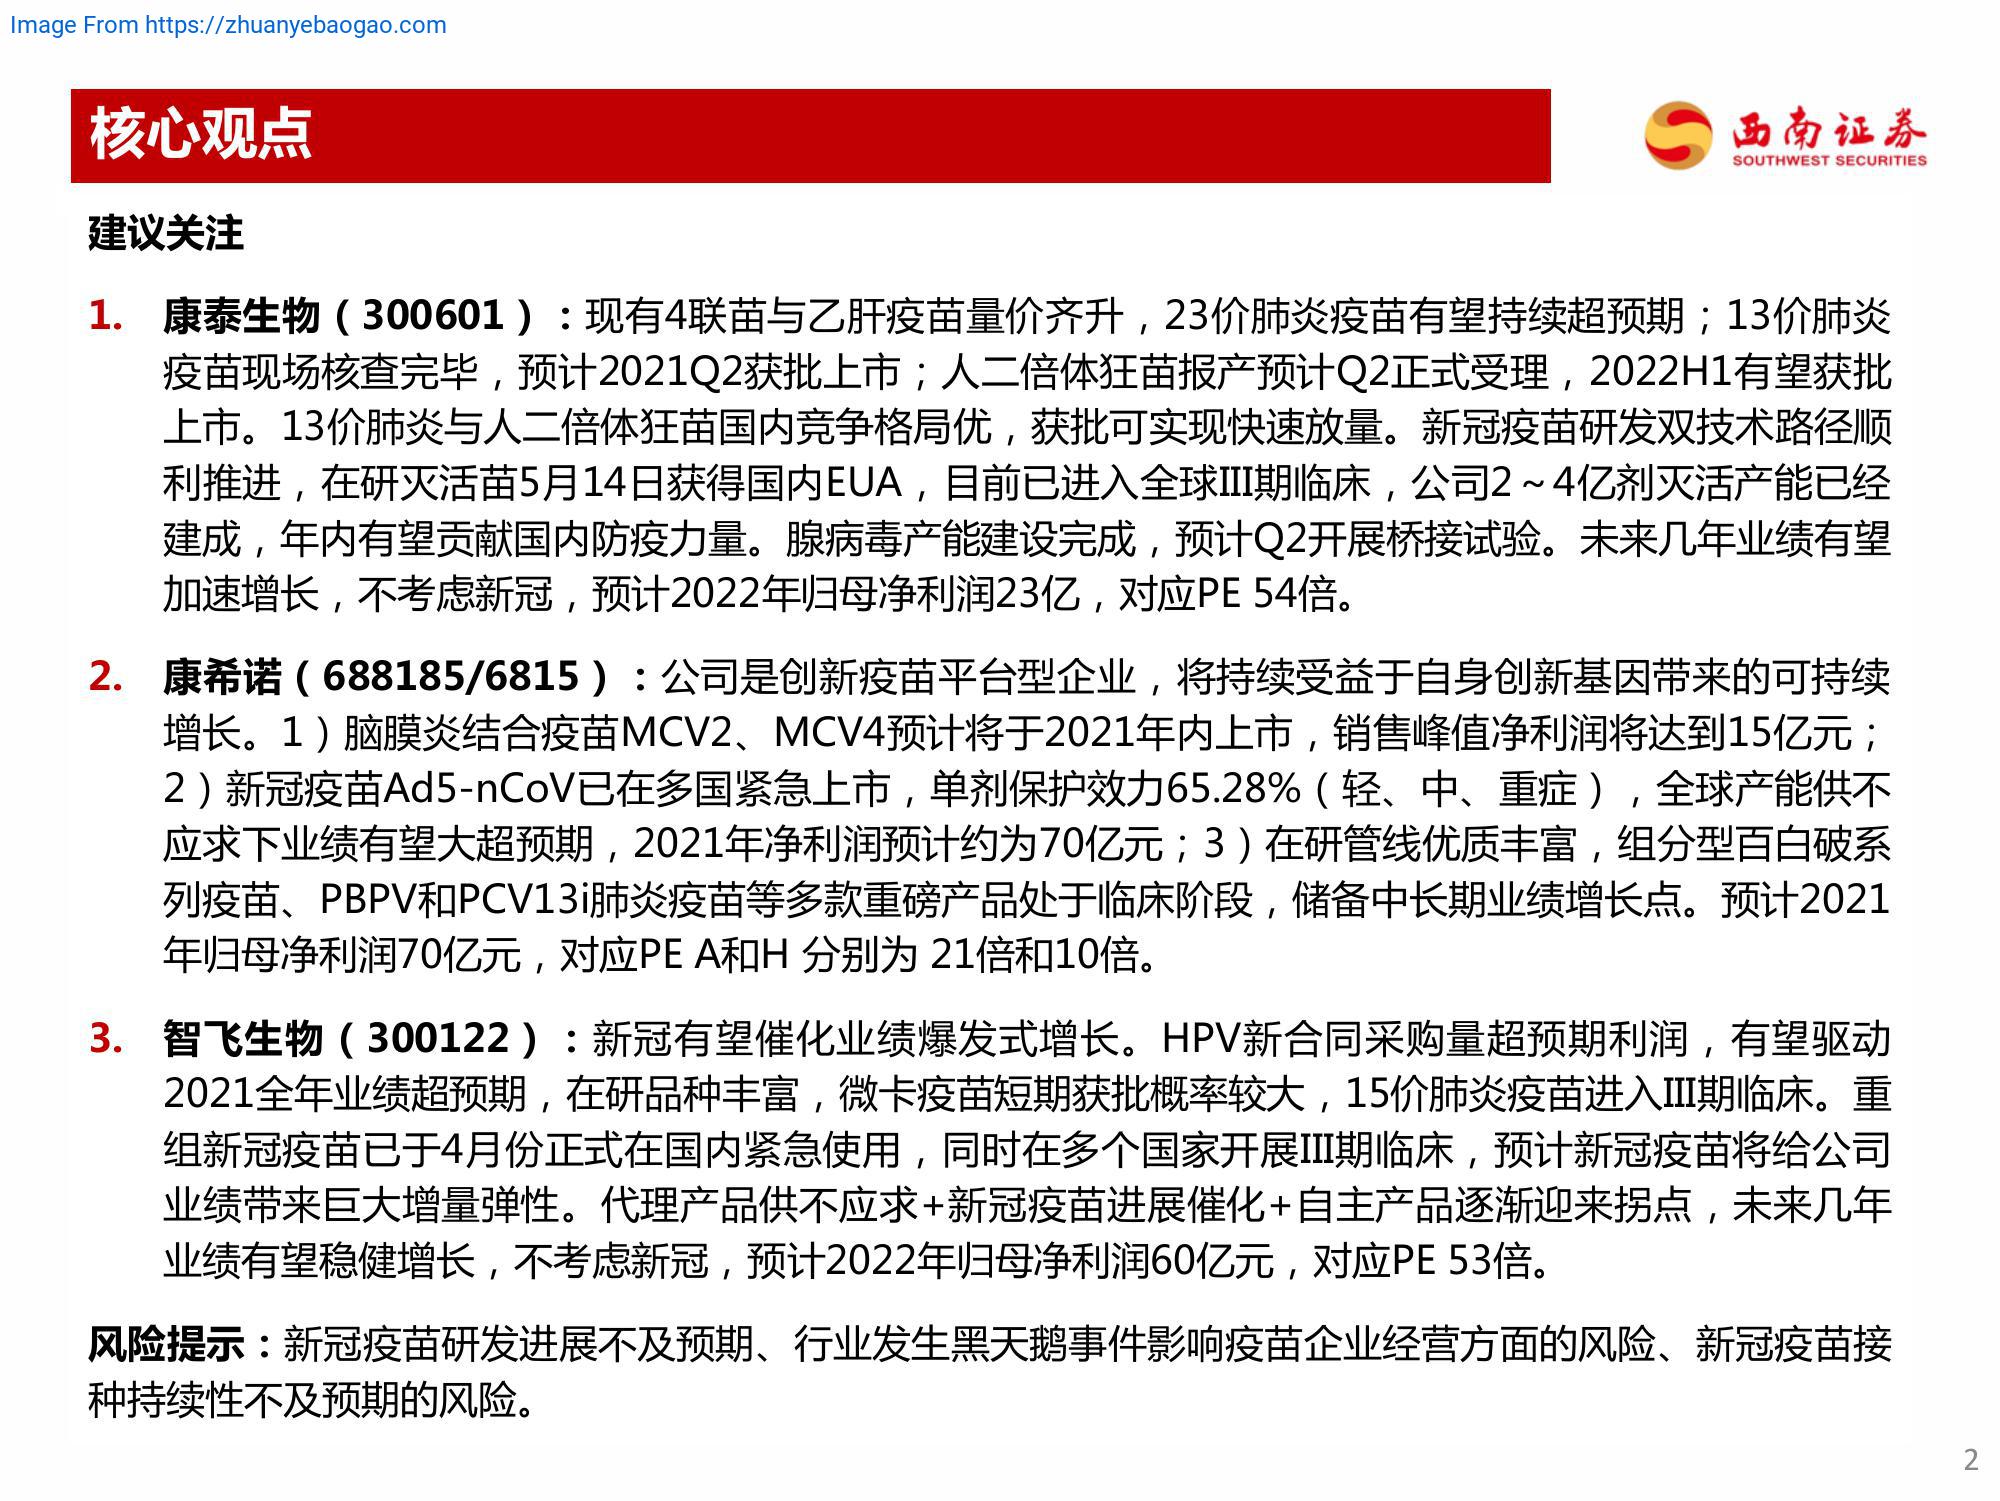 Image From https://zhuanyebaogao.com
核心观点
西南证券
SOUTHWEST SECURITIES
建议关注
1. 康泰生物（300601）：现有4联苗与乙肝疫苗量价齐升，23价肺炎疫苗有望持续超预期；13价肺炎
疫苗现场核查完毕，预计2021Q2获批上市；人二倍体狂苗报产预计Q2正式受理，2022H1有望获批
上市。13价肺炎与人二倍体狂苗国内竞争格局优，获批可实现快速放量。新冠疫苗研发双技术路径顺
利推进，在研灭活苗5月14日获得国内EUA，目前已进入全球III期临床，公司2～4亿剂灭活产能已经
建成，年内有望贡献国内防疫力量。腺病毒产能建设完成，预计Q2开展桥接试验。未来几年业绩有望
加速增长，不考虑新冠，预计2022年归母净利润23亿，对应PE 54倍。
2. 康希诺（688185/6815）：公司是创新疫苗平台型企业，将持续受益于自身创新基因带来的可持续
增长。1）脑膜炎结合疫苗MCV2、MCV4预计将于2021年内上市，销售峰值净利润将达到15亿元；
2）新冠疫苗Ad5-nCoV已在多国紧急上市，单剂保护效力65.28%（轻、中、重症），全球产能供不
应求下业绩有望大超预期，2021年净利润预计约为70亿元；3）在研管线优质丰富，组分型百白破系
列疫苗、PBPV和PCV13i肺炎疫苗等多款重磅产品处于临床阶段，储备中长期业绩增长点。预计2021
年归母净利润70亿元，对应PE A和H 分别为 21倍和10倍。
3. 智飞生物（300122）：新冠有望催化业绩爆发式增长。HPV新合同采购量超预期利润，有望驱动
2021全年业绩超预期，在研品种丰富，微卡疫苗短期获批概率较大，15价肺炎疫苗进入III期临床。重
组新冠疫苗已于4月份正式在国内紧急使用，同时在多个国家开展III期临床，预计新冠疫苗将给公司
业绩带来巨大增量弹性。代理产品供不应求+新冠疫苗进展催化+自主产品逐渐迎来拐点，未来几年
业绩有望稳健增长，不考虑新冠，预计2022年归母净利润60亿元，对应PE 53倍。
风险提示：新冠疫苗研发进展不及预期、行业发生黑天鹅事件影响疫苗企业经营方面的风险、新冠疫苗接
种持续性不及预期的风险。
2